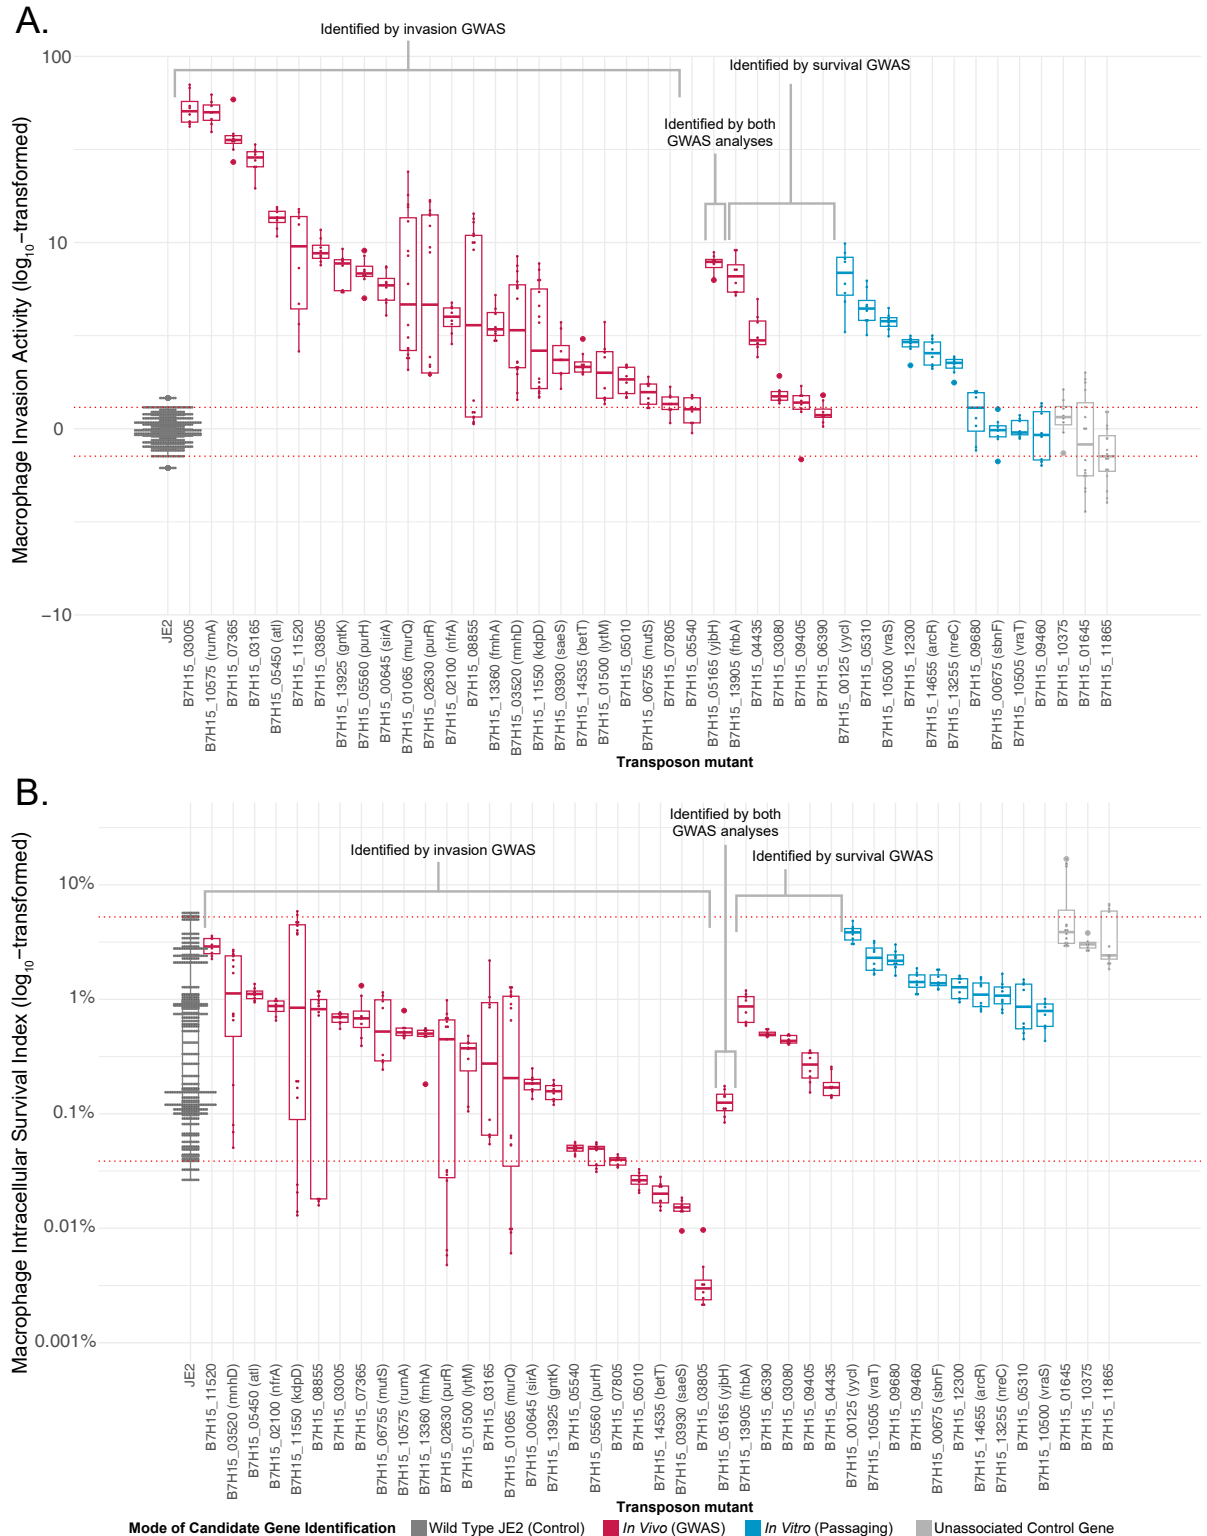 A.
Identified by invasion GWAS
Identified by survival GWAS
Identified by both
GWAS analyses
Macrophage Invasion Activity (log₁₀−transformed)
100
10
0
−10
JE2
B7H15_03005
B7H15_10575 (rumA)
B7H15_07365
B7H15_03165
B7H15_05450 (atl)
B7H15_11520
B7H15_03805
B7H15_13925 (gntK)
B7H15_05560 (purH)
B7H15_00645 (sirA)
B7H15_01065 (murQ)
B7H15_02630 (purR)
B7H15_02100 (nfrA)
B7H15_08855
B7H15_13360 (fmhA)
B7H15_03520 (mnhD)
B7H15_11550 (kdpD)
B7H15_03930 (saeS)
B7H15_14535 (betT)
B7H15_01500 (lytM)
B7H15_05010
B7H15_06755 (mutS)
B7H15_07805
B7H15_05540
B7H15_05165 (yjbH)
B7H15_13905 (fnbA)
B7H15_04435
B7H15_03080
B7H15_09405
B7H15_06390
B7H15_00125 (yycI)
B7H15_05310
B7H15_10500 (vraS)
B7H15_12300
B7H15_14655 (arcR)
B7H15_13255 (nreC)
B7H15_09680
B7H15_00675 (sbnF)
B7H15_10505 (vraT)
B7H15_09460
B7H15_10375
B7H15_01645
B7H15_11865
Transposon mutant
B.
Identified by both
GWAS analyses
Identified by invasion GWAS
Identified by survival GWAS
Macrophage Intracellular Survival Index (log₁₀−transformed)
10%
1%
0.1%
0.01%
0.001%
JE2
B7H15_11520
B7H15_03520 (mnhD)
B7H15_05450 (atl)
B7H15_02100 (nfrA)
B7H15_11550 (kdpD)
B7H15_08855
B7H15_03005
B7H15_07365
B7H15_06755 (mutS)
B7H15_10575 (rumA)
B7H15_13360 (fmhA)
B7H15_02630 (purR)
B7H15_01500 (lytM)
B7H15_03165
B7H15_01065 (murQ)
B7H15_00645 (sirA)
B7H15_13925 (gntK)
B7H15_05540
B7H15_05560 (purH)
B7H15_07805
B7H15_05010
B7H15_14535 (betT)
B7H15_03930 (saeS)
B7H15_03805
B7H15_05165 (yjbH)
B7H15_13905 (fnbA)
B7H15_06390
B7H15_03080
B7H15_09405
B7H15_04435
B7H15_00125 (yycI)
B7H15_10505 (vraT)
B7H15_09680
B7H15_09460
B7H15_00675 (sbnF)
B7H15_12300
B7H15_14655 (arcR)
B7H15_13255 (nreC)
B7H15_05310
B7H15_10500 (vraS)
B7H15_01645
B7H15_10375
B7H15_11865
Transposon mutant
Mode of Candidate Gene Identification Wild Type JE2 (Control) In Vivo (GWAS) In Vitro (Passaging) Unassociated Control Gene